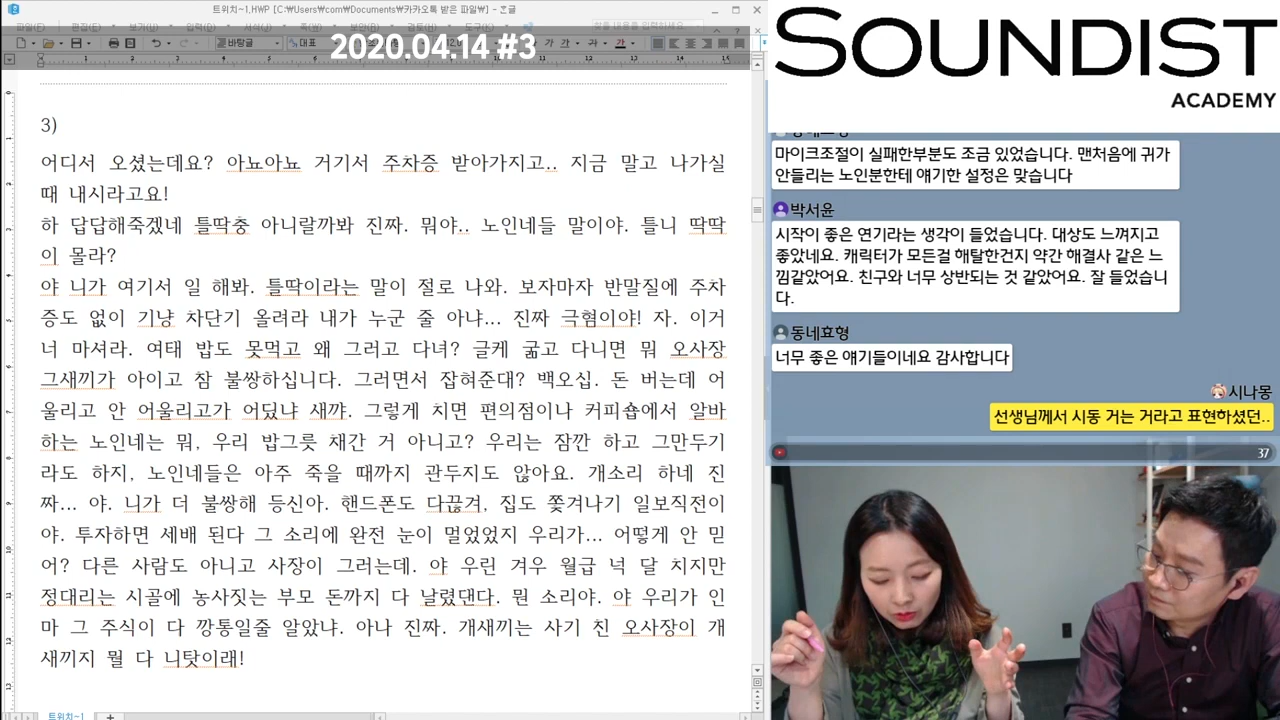 트위치~1.HWP [C:₩Users₩com₩Documents₩카카오톡 받은 파일₩] - 훈글
바탕글
대표
2020.04.14 #3
3)
어디서 오셨는데요? 아뇨아뇨 거기서 주차증 받아가지고.. 지금 말고 나가실
때 내시라고요!
하 답답해죽겠네 틀딱충 아니랄까봐 진짜. 뭐야.. 노인네들 말이야. 틀니 딱딱
이 몰라?
야 니가 여기서 일 해봐. 틀딱이라는 말이 절로 나와. 보자마자 반말질에 주차
증도 없이 기냥 차단기 올려라 내가 누군 줄 아냐... 진짜 극혐이야! 자. 이거
너 마셔라. 여태 밥도 못먹고 왜 그러고 다녀? 글케 굶고 다니면 뭐 오사장
그새끼가 아이고 참 불쌍하십니다. 그러면서 잡혀준대? 백오십. 돈 버는데 어
울리고 안 어울리고가 어딨냐 새꺄. 그렇게 치면 편의점이나 커피숍에서 알바
하는 노인네는 뭐, 우리 밥그릇 채간 거 아니고? 우리는 잠깐 하고 그만두기
라도 하지, 노인네들은 아주 죽을 때까지 관두지도 않아요. 개소리 하네 진
짜... 야. 니가 더 불쌍해 등신아. 핸드폰도 다끊겨, 집도 쫓겨나기 일보직전이
야. 투자하면 세배 된다 그 소리에 완전 눈이 멀었었지 우리가... 어떻게 안 믿
어? 다른 사람도 아니고 사장이 그러는데. 야 우린 겨우 월급 넉 달 치지만
정대리는 시골에 농사짓는 부모 돈까지 다 날렸댄다. 뭔 소리야. 야 우리가 인
마 그 주식이 다 깡통일줄 알았냐. 아나 진짜. 개새끼는 사기 친 오사장이 개
새끼지 뭘 다 니탓이래!
트위치~1
SOUNDIST
ACADEMY
마이크조절이 실패한부분도 조금 있었습니다. 맨처음에 귀가
안들리는 노인분한테 얘기한 설정은 맞습니다
박서윤
시작이 좋은 연기라는 생각이 들었습니다. 대상도 느껴지고
좋았네요. 캐릭터가 모든걸 해탈한건지 약간 해결사 같은 느
낌같았어요. 친구와 너무 상반되는 것 같았어요. 잘 들었습니
다.
동네효형
너무 좋은 얘기들이네요 감사합니다
시나몽
선생님께서 시동 거는 거라고 표현하셨던..
37